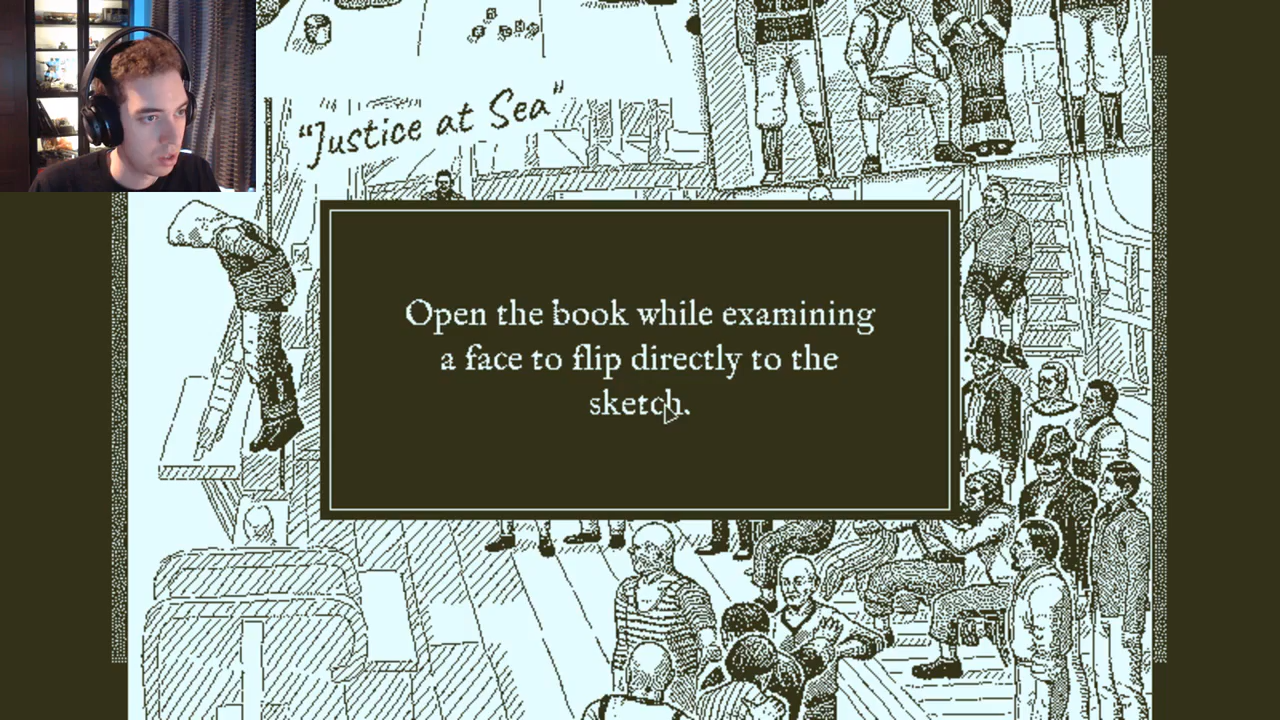 "Justice at Sea"
Open the book while examining
a face to flip directly to the
sketch.